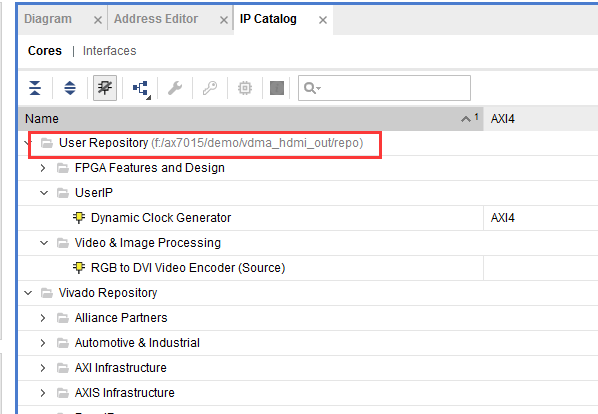 Diagram × Address Editor × IP Catalog ×
Cores | Interfaces
Q
Name 1 AXI4
User Repository (f:/ax7015/demo/vdma_hdmi_out/repo)
FPGA Features and Design
UserIP
Dynamic Clock Generator AXI4
Video & Image Processing
RGB to DVI Video Encoder (Source)
Vivado Repository
Alliance Partners
Automotive & Industrial
AXI Infrastructure
AXIS Infrastructure